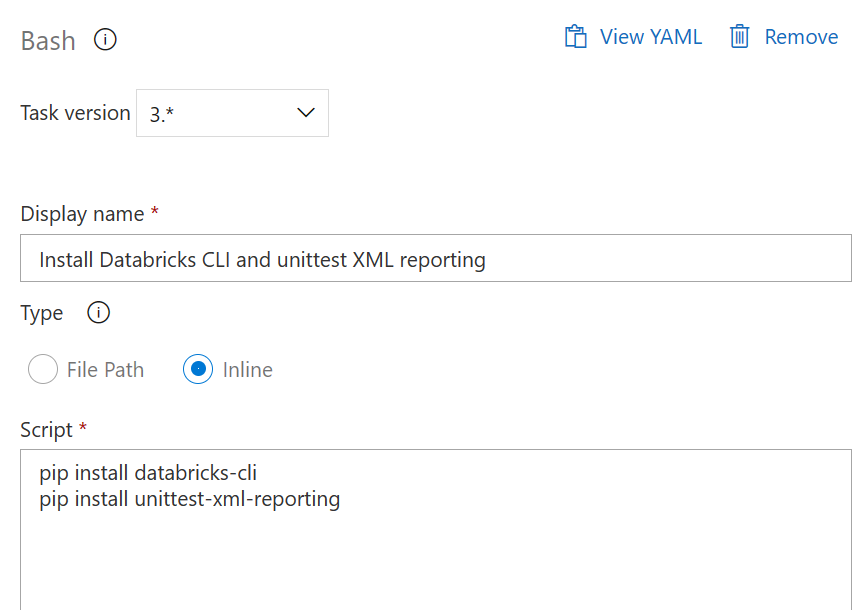 Bash
View YAML
Remove
Task version 3.*
Display name *
Install Databricks CLI and unittest XML reporting
Type
File Path
Inline
Script *
pip install databricks-cli
pip install unittest-xml-reporting